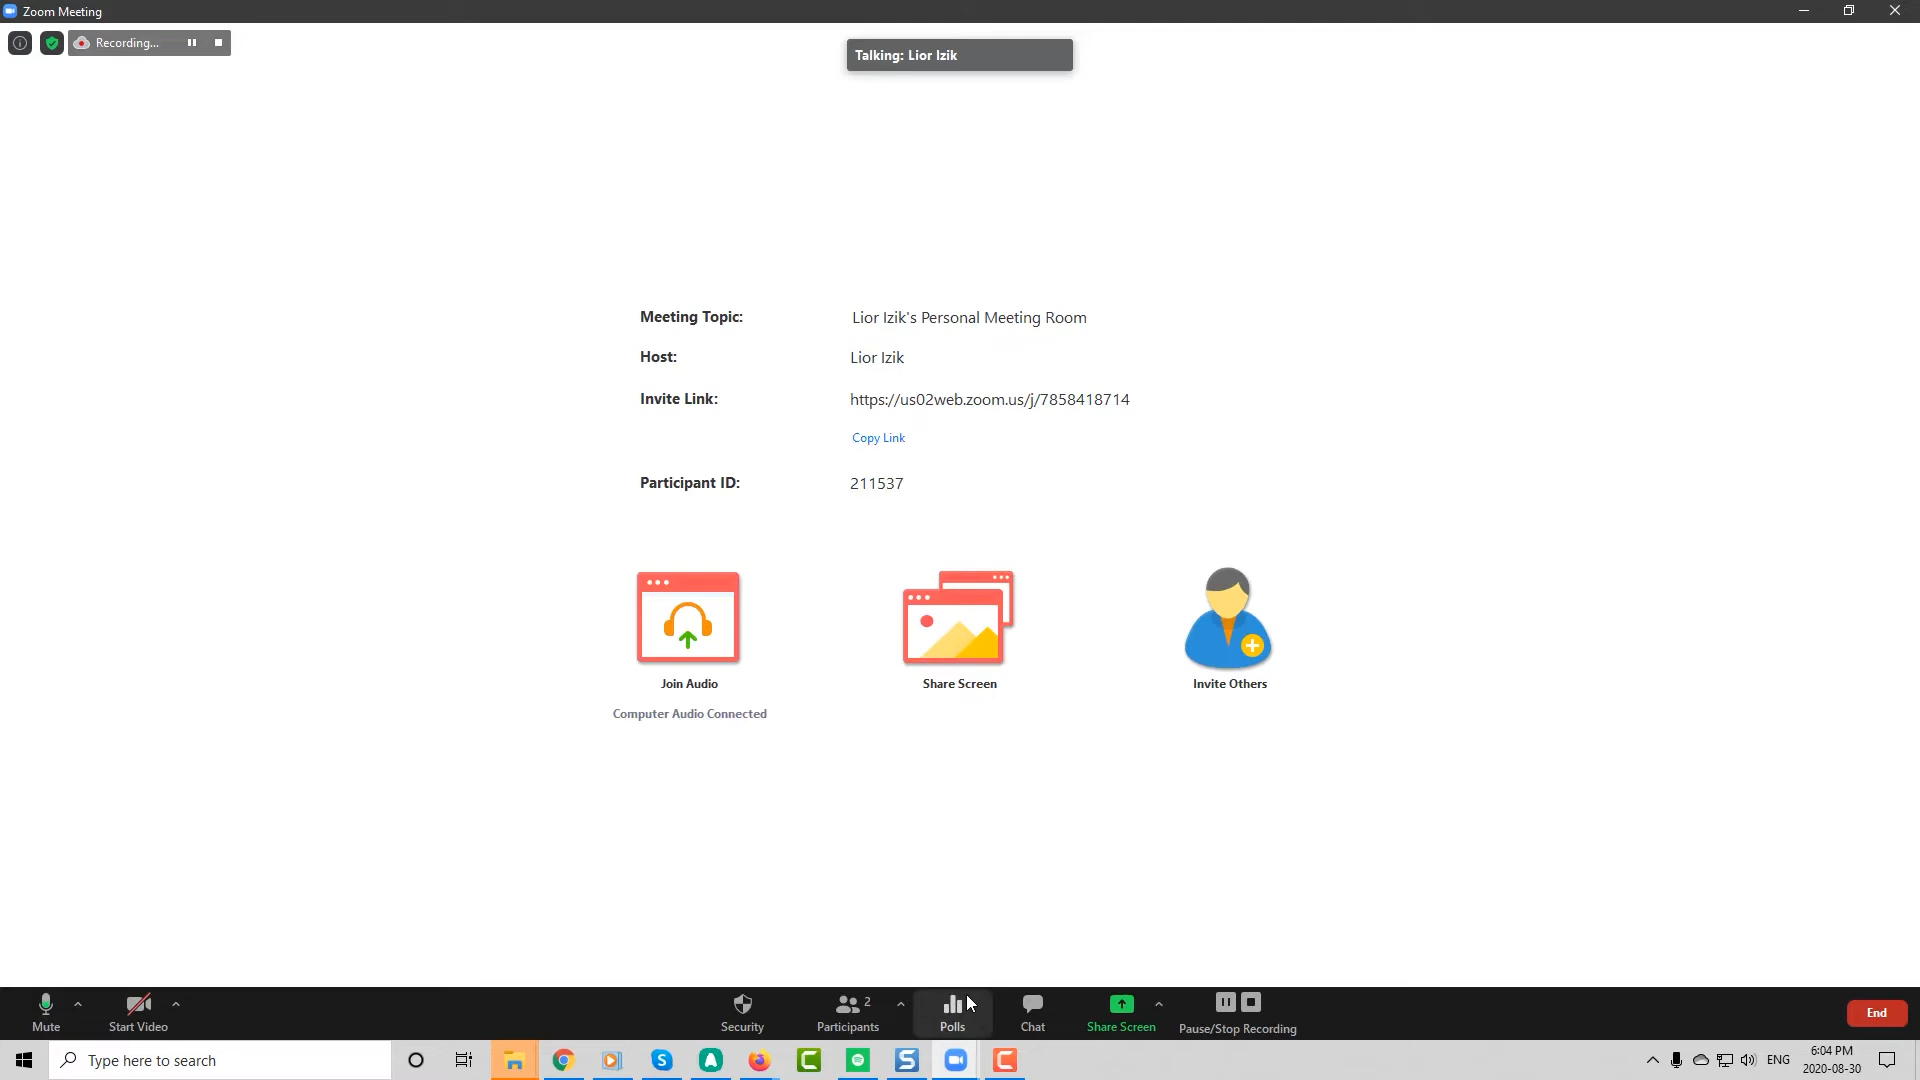 Zoom Meeting
Recording...
Talking: Lior Izik
Meeting Topic: Lior Izik's Personal Meeting Room
Host: Lior Izik
Invite Link: https://us02web.zoom.us/j/7858418714
Copy Link
Participant ID: 211537
Join Audio Share Screen Invite Others
Computer Audio Connected
Mute Start Video Security Participants 2 Polls Chat Share Screen Pause/Stop Recording End
Type here to search
ENG
6:04 PM
2020-08-30